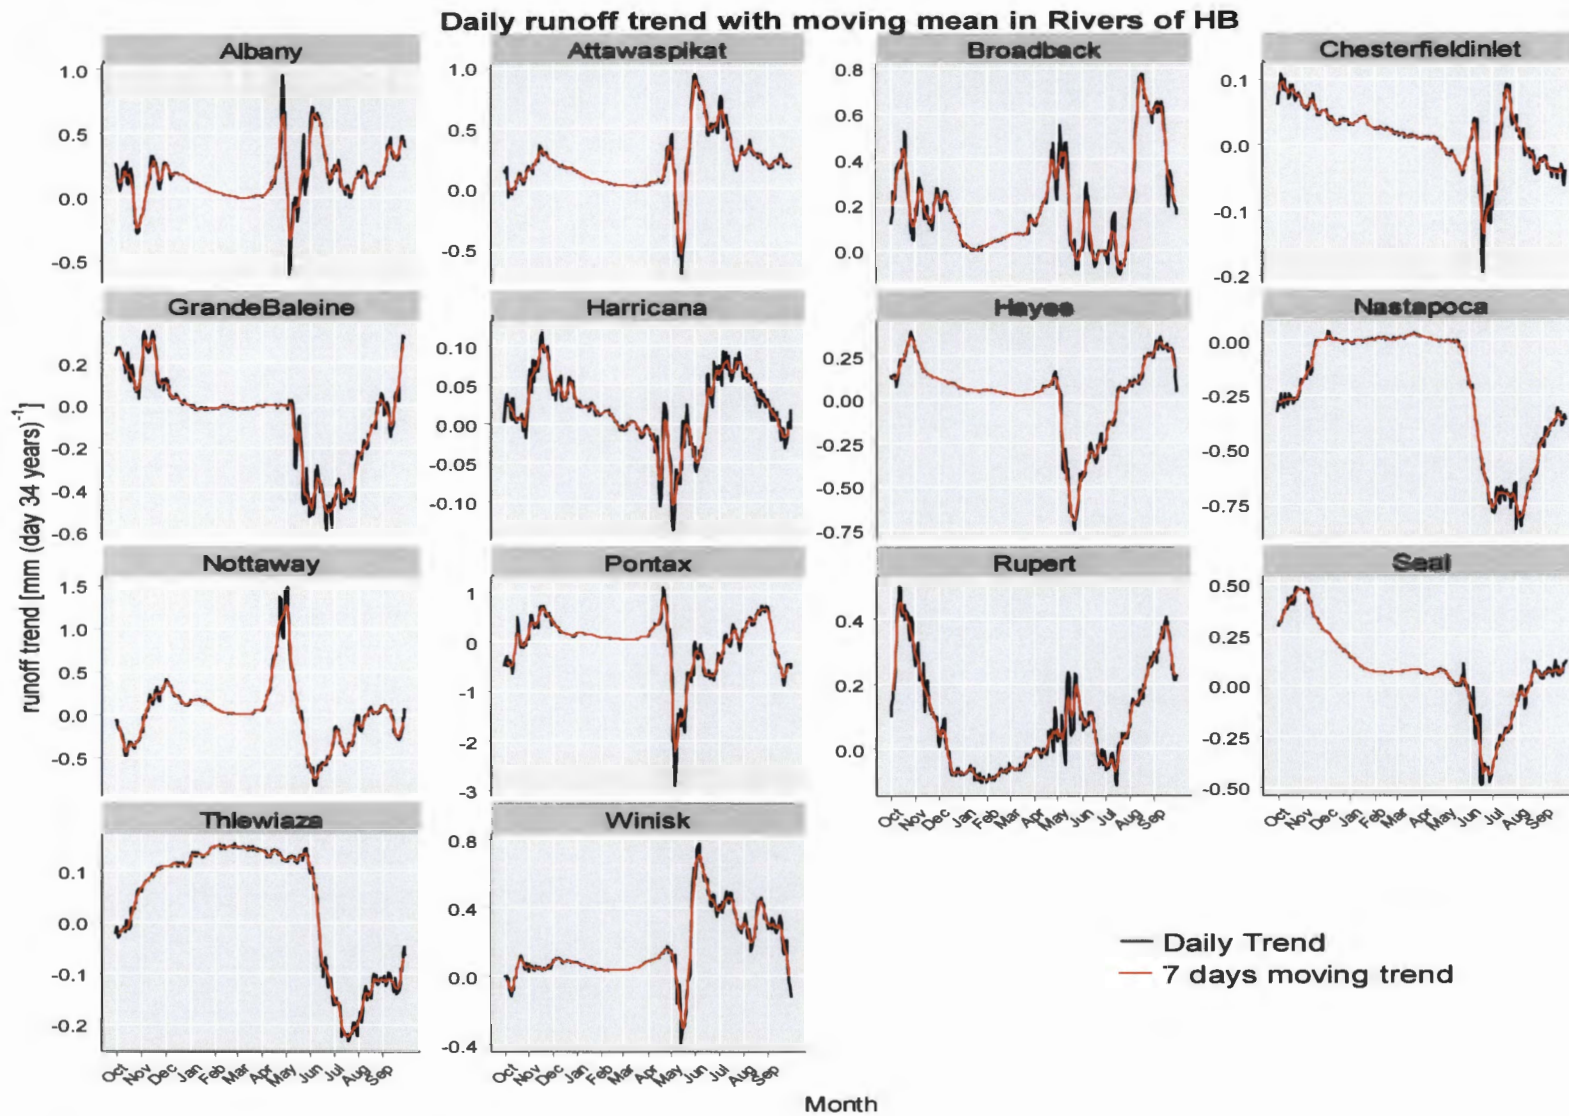 Daily runoff trend with moving mean in Rivers of HB
Albany Attawaspikat Broadback Chesterfieldinlet
1.0 1.0 0.8 0.1
0.5 0.5 0.6 0.0
0.0 0.0 0.4 -0.1
-0.5 -0.5 0.2 -0.2
0.0
GrandeBaleine Harricana Hayes Nastapoca
0.2 0.10 0.25 0.00
0.0 0.05 0.00 -0.25
-0.2 0.00 -0.25 -0.50
-0.4 -0.05 -0.50 -0.75
-0.6 -0.10 -0.75
runoff trend [mm (day 34 years)⁻¹]
Nottaway Pontax Rupert Seal
1.5 1 0.4 0.50
1.0 0 0.2 0.25
0.5 -1 0.0 0.00
0.0 -2 -0.25
-0.5 -3 -0.50
Oct Nov Dec Jan Feb Mar Apr May Jun Jul Aug Sep
Oct Nov Dec Jan Feb Mar Apr May Jun Jul Aug Sep
Thlewiaza Winisk
0.1 0.8
0.0 0.4
-0.1 0.0
-0.2 -0.4
Oct Nov Dec Jan Feb Mar Apr May Jun Jul Aug Sep
Oct Nov Dec Jan Feb Mar Apr May Jun Jul Aug Sep
Daily Trend
7 days moving trend
Month